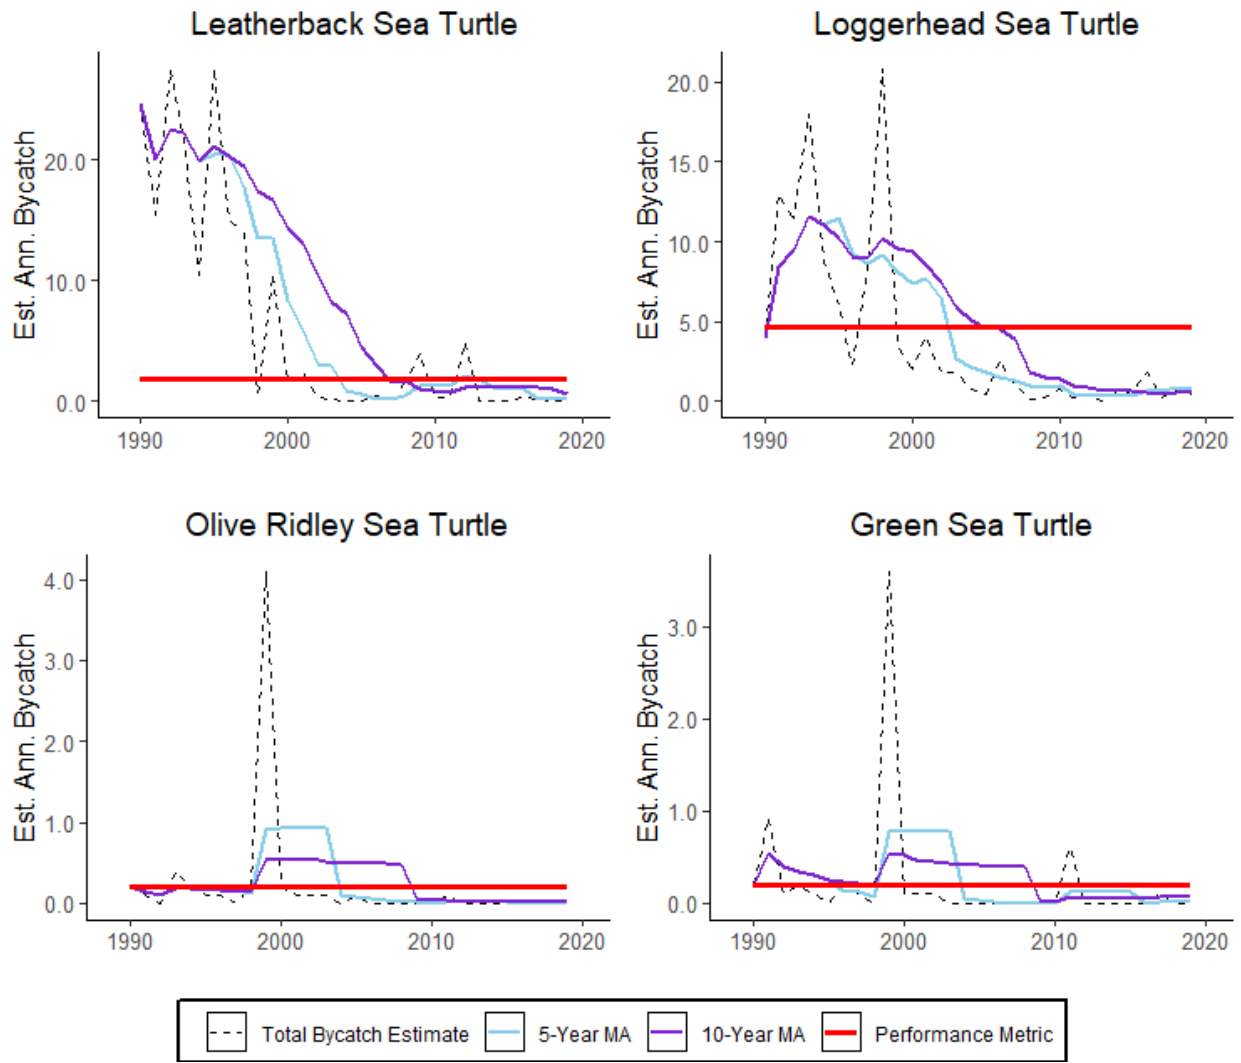 Leatherback Sea Turtle
Est. Ann. Bycatch
20.0
10.0
0.0
1990 2000 2010 2020
Loggerhead Sea Turtle
Est. Ann. Bycatch
20.0
15.0
10.0
5.0
0.0
1990 2000 2010 2020
Olive Ridley Sea Turtle
Est. Ann. Bycatch
4.0
3.0
2.0
1.0
0.0
1990 2000 2010 2020
Green Sea Turtle
Est. Ann. Bycatch
3.0
2.0
1.0
0.0
1990 2000 2010 2020
Total Bycatch Estimate 5-Year MA 10-Year MA Performance Metric